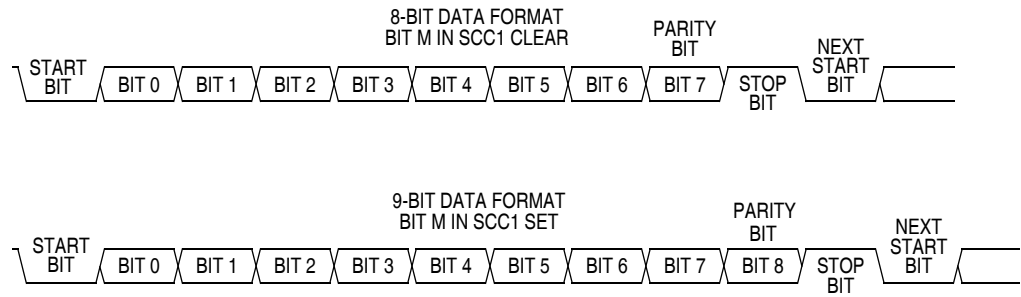 8-BIT DATA FORMAT
BIT M IN SCC1 CLEAR
PARITY
BIT
NEXT
START
BIT
START
BIT
BIT 0
BIT 1
BIT 2
BIT 3
BIT 4
BIT 5
BIT 6
BIT 7
STOP
BIT
9-BIT DATA FORMAT
BIT M IN SCC1 SET
PARITY
BIT
NEXT
START
BIT
START
BIT
BIT 0
BIT 1
BIT 2
BIT 3
BIT 4
BIT 5
BIT 6
BIT 7
BIT 8
STOP
BIT